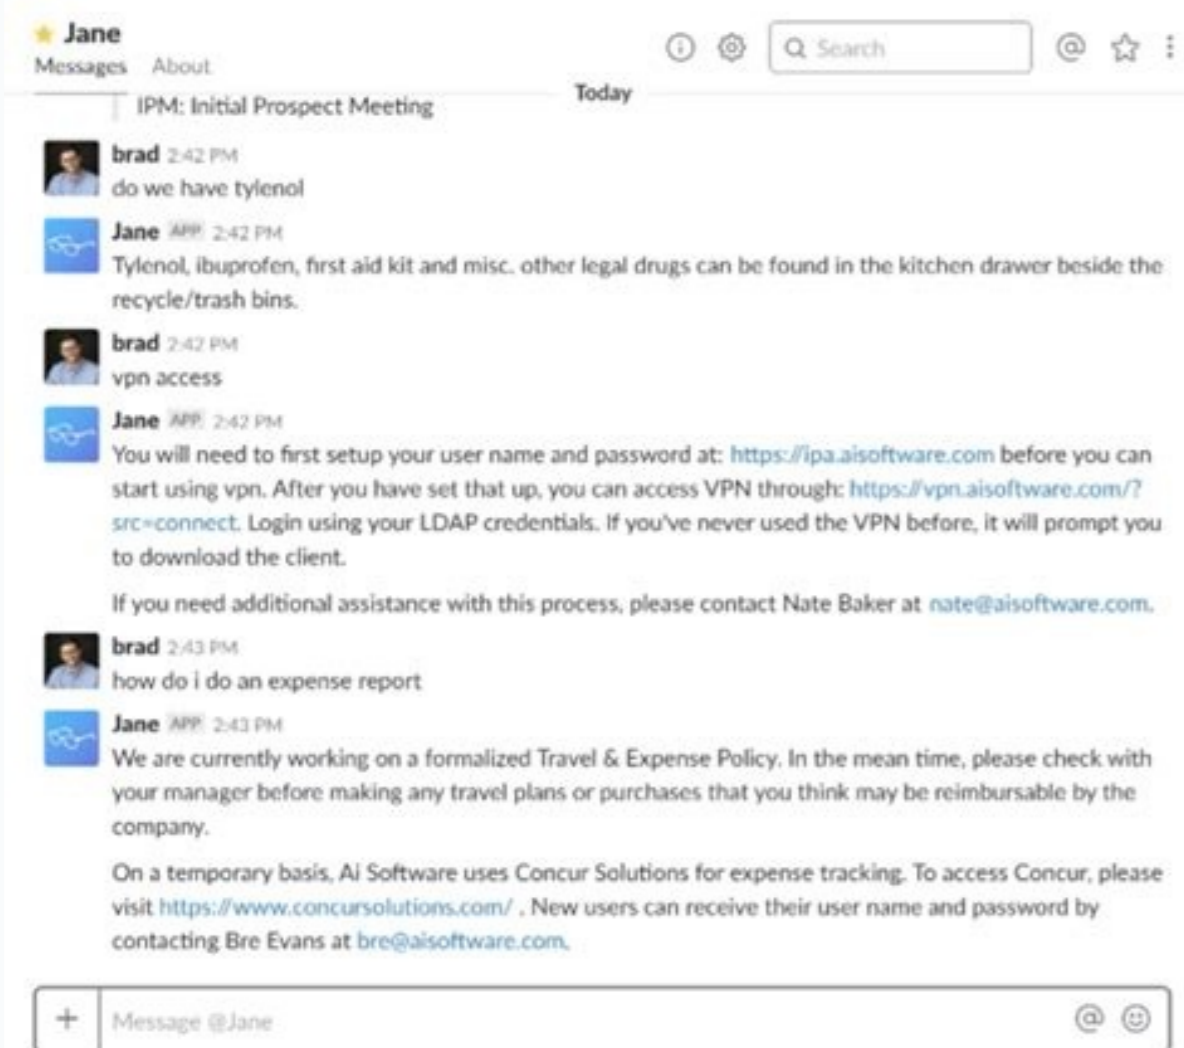 Jane
Messages About
Search
Today
IPM: Initial Prospect Meeting
brad 2:42 PM
do we have tylenol
Jane APP 2:42 PM
Tylenol, ibuprofen, first aid kit and misc. other legal drugs can be found in the kitchen drawer beside the
recycle/trash bins.
brad 2:42 PM
vpn access
Jane APP 2:42 PM
You will need to first setup your user name and password at: https://ipa.aisoftware.com before you can
start using vpn. After you have set that up, you can access VPN through: https://vpn.aisoftware.com/?
src=connect. Login using your LDAP credentials. If you've never used the VPN before, it will prompt you
to download the client.
If you need additional assistance with this process, please contact Nate Baker at nate@aisoftware.com.
brad 2:43 PM
how do i do an expense report
Jane APP 2:43 PM
We are currently working on a formalized Travel & Expense Policy. In the mean time, please check with
your manager before making any travel plans or purchases that you think may be reimbursable by the
company.
On a temporary basis, Ai Software uses Concur Solutions for expense tracking. To access Concur, please
visit https://www.concursolutions.com/ . New users can receive their user name and password by
contacting Bre Evans at bre@aisoftware.com.
Message @Jane